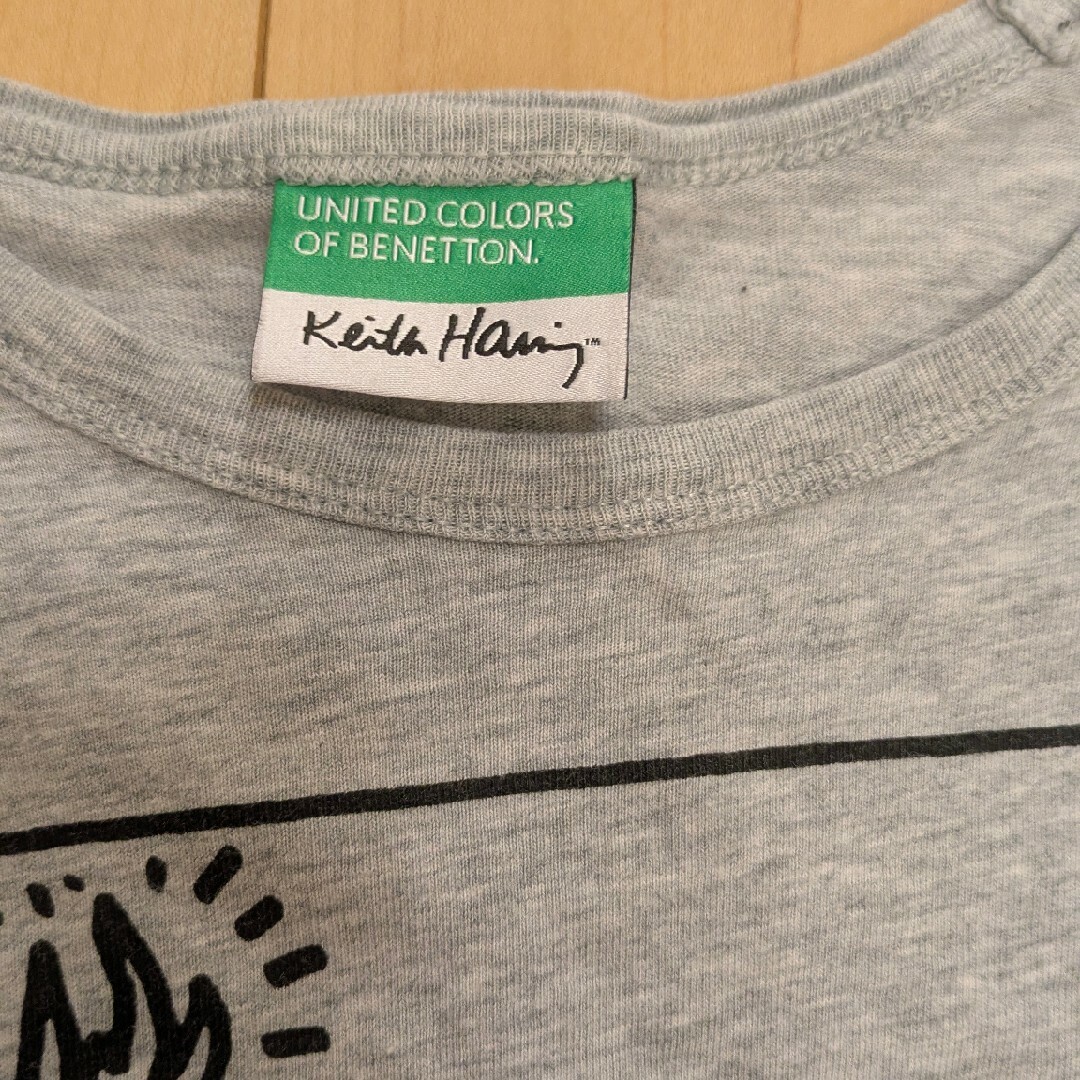 UNITED COLORS
OF BENETTON.
Keith Haring™